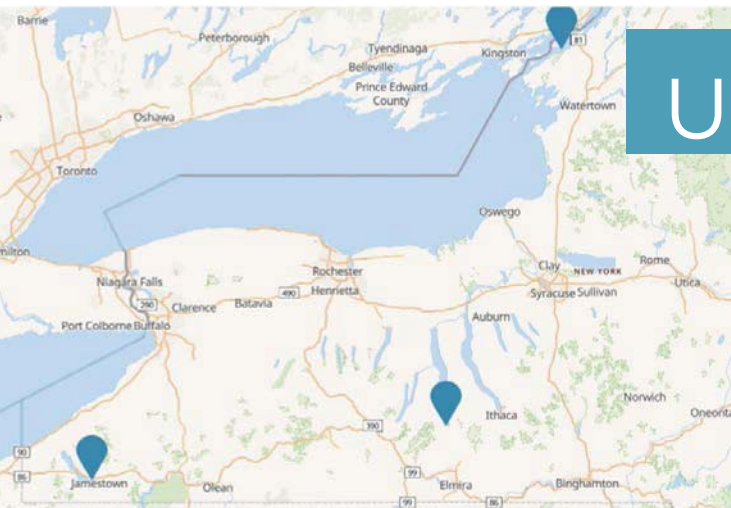 Barrie
Peterborough
Tyendinaga
Kingston
81
Belleville
Prince Edward
County
Watertown
Oshawa
U
Toronto
Oswego
milton
Rochester
Clay
NEW YORK
Rome
Niagara Falls
Henrietta
490
Syracuse Sullivan
Utica
290
Clarence
Batavia
Auburn
Port Colborne Buffalo
Norwich
Ithaca
Oneonta
390
90
86
Jamestown
Olean
99
Elmira
Binghamton
99
86